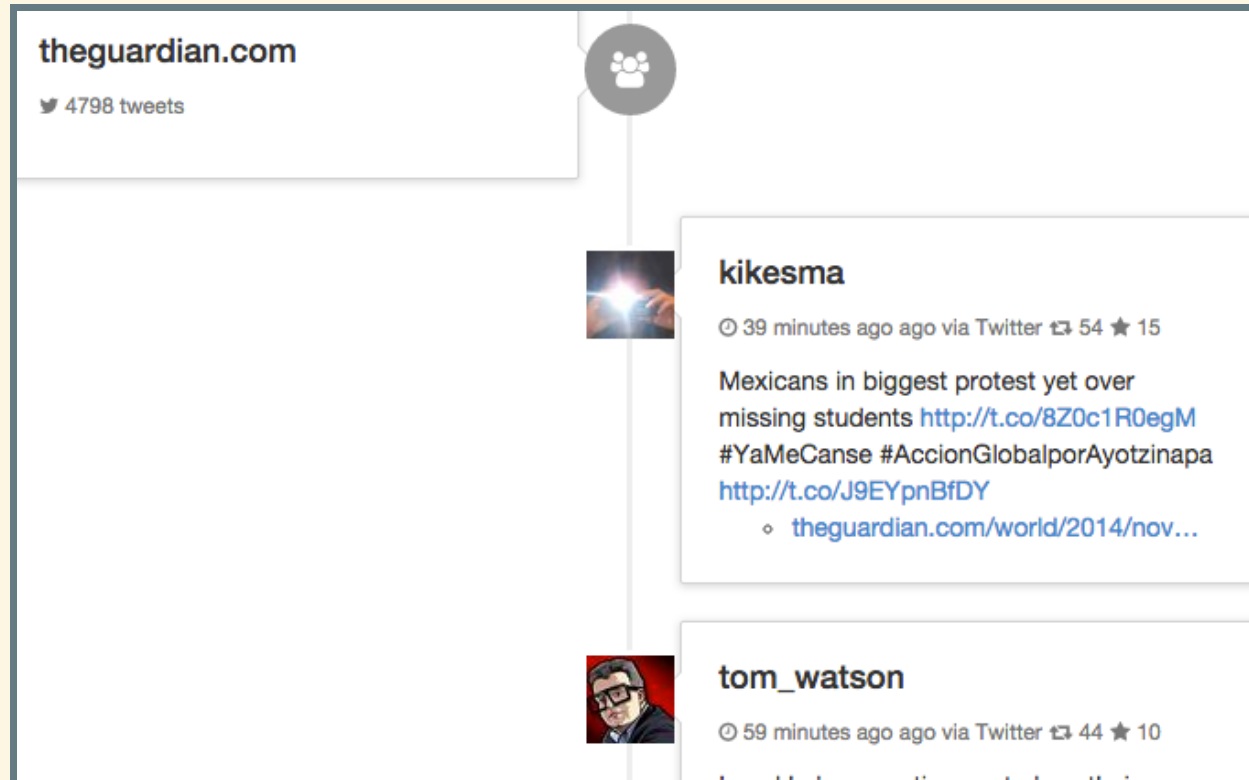 theguardian.com
4798 tweets
kikesma
39 minutes ago ago via Twitter 54 15
Mexicans in biggest protest yet over
missing students http://t.co/8Z0c1R0egM
#YaMeCanse #AccionGlobalporAyotzinapa
http://t.co/J9EYpnBfDY
theguardian.com/world/2014/nov…
tom_watson
59 minutes ago ago via Twitter 44 10